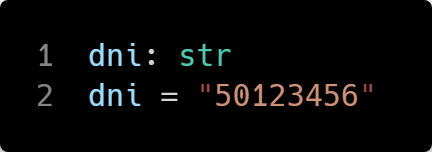 1 dni: str
2 dni = "50123456"